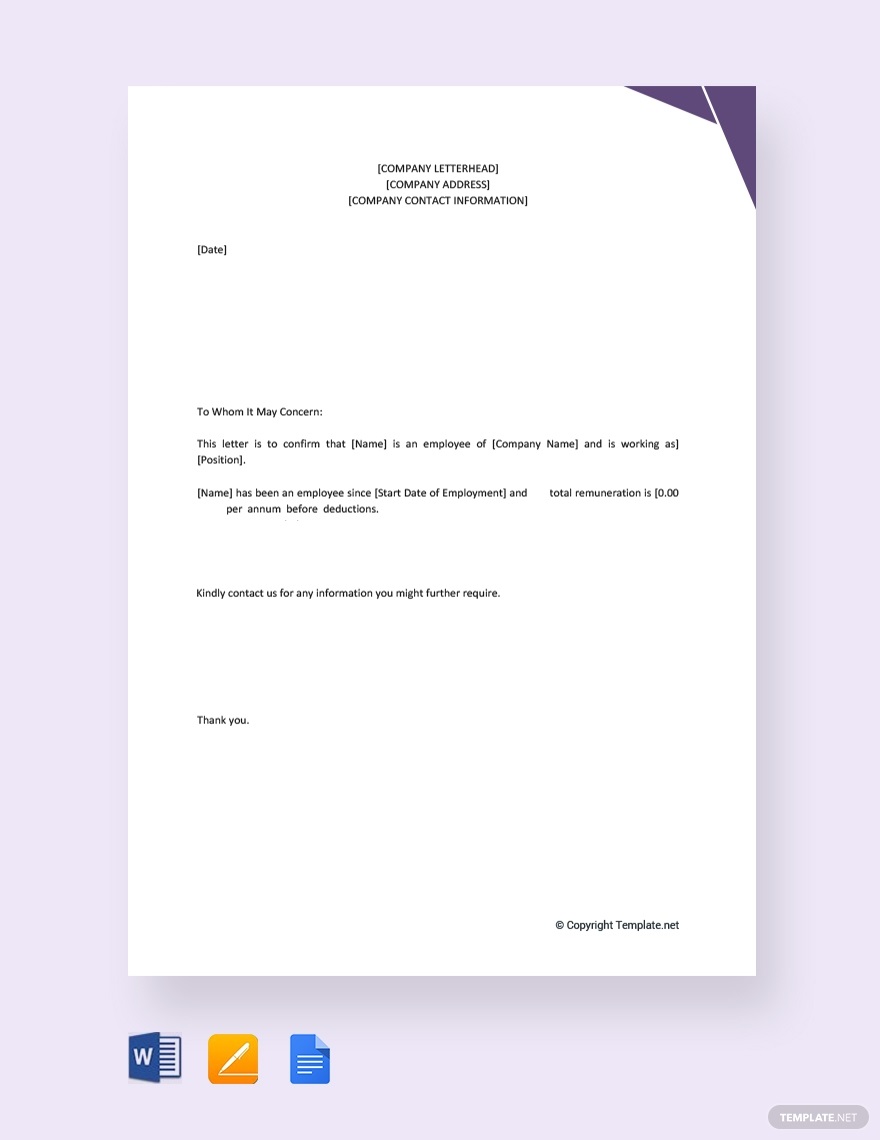 [COMPANY LETTERHEAD]
[COMPANY ADDRESS]
[COMPANY CONTACT INFORMATION]
[Date]
To Whom It May Concern:
This letter is to confirm that [Name] is an employee of [Company Name] and is working as]
[Position].
[Name] has been an employee since [Start Date of Employment] and total remuneration is [0.00
per annum before deductions.
Kindly contact us for any information you might further require.
Thank you.
© Copyright Template.net
W
TEMPLATE.NET